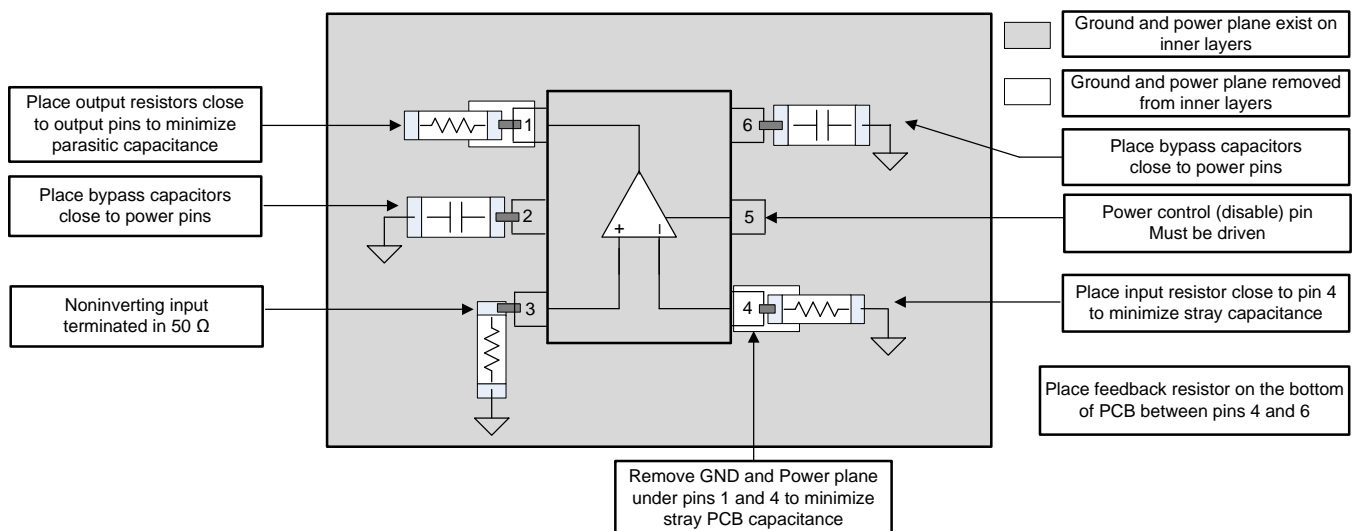 Ground and power plane exist on
inner layers
Ground and power plane removed
from inner layers
Place output resistors close
to output pins to minimize
parasitic capacitance
1
6
Place bypass capacitors
close to power pins
Place bypass capacitors
close to power pins
2
5
Power control (disable) pin
Must be driven
+
–
Noninverting input
terminated in 50 Ω
3
4
Place input resistor close to pin 4
to minimize stray capacitance
Place feedback resistor on the bottom
of PCB between pins 4 and 6
Remove GND and Power plane
under pins 1 and 4 to minimize
stray PCB capacitance